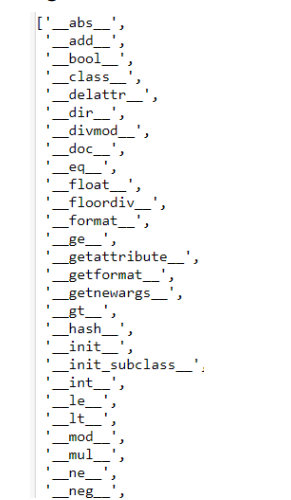 ['__abs__',
'__add__',
'__bool__',
'__class__',
'__delattr__',
'__dir__',
'__divmod__',
'__doc__',
'__eq__',
'__float__',
'__floordiv__',
'__format__',
'__ge__',
'__getattribute__',
'__getformat__',
'__getnewargs__',
'__gt__',
'__hash__',
'__init__',
'__init_subclass__',
'__int__',
'__le__',
'__lt__',
'__mod__',
'__mul__',
'__ne__',
'__neg__',